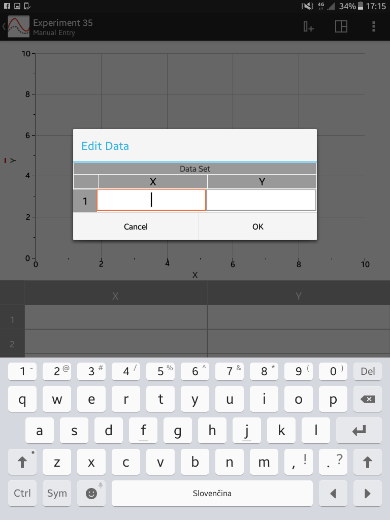 34% 17:15
Experiment 35
Manual Entry
10
8
6
Y
4
2
0
0 2 4 6 8 10
X
Edit Data
Data Set
X Y
1
Cancel OK
X Y
1
2
1 - 2 @ 3 # 4 / 5 % 6 ^ 7 & 8 * 9 ( 0 ) Del
q w e r t y u i o p
a s d f g h j k l
z x c v b n m , ! . ?
Ctrl Sym Slovenčina